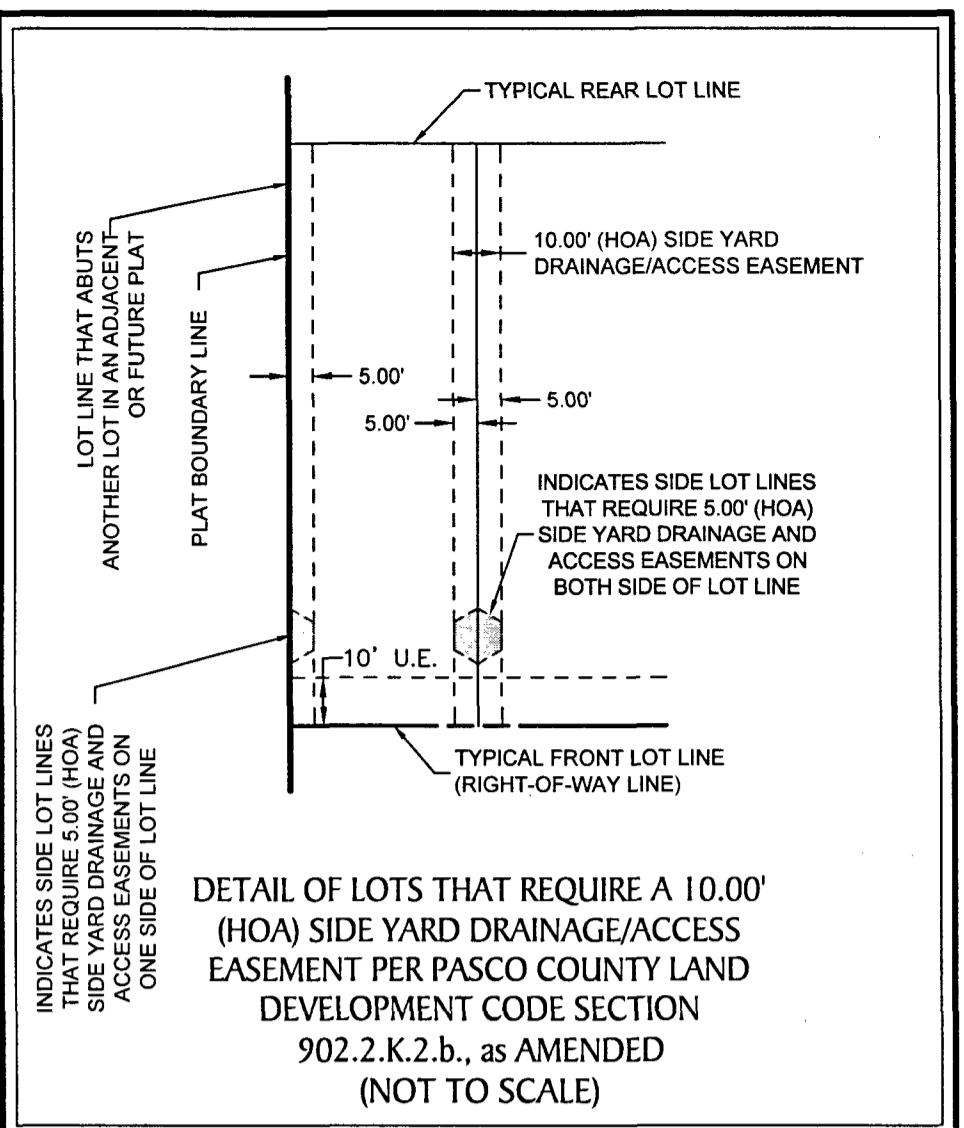 TYPICAL REAR LOT LINE
LOT LINE THAT ABUTS
ANOTHER LOT IN AN ADJACENT
OR FUTURE PLAT
PLAT BOUNDARY LINE
10.00' (HOA) SIDE YARD
DRAINAGE/ACCESS EASEMENT
5.00'
5.00'
5.00'
INDICATES SIDE LOT LINES
THAT REQUIRE 5.00' (HOA)
SIDE YARD DRAINAGE AND
ACCESS EASEMENTS ON
BOTH SIDE OF LOT LINE
10' U.E.
TYPICAL FRONT LOT LINE
(RIGHT-OF-WAY LINE)
INDICATES SIDE LOT LINES
THAT REQUIRE 5.00' (HOA)
SIDE YARD DRAINAGE AND
ACCESS EASEMENTS ON
ONE SIDE OF LOT LINE
DETAIL OF LOTS THAT REQUIRE A 10.00'
(HOA) SIDE YARD DRAINAGE/ACCESS
EASEMENT PER PASCO COUNTY LAND
DEVELOPMENT CODE SECTION
902.2.K.2.b., as AMENDED
(NOT TO SCALE)